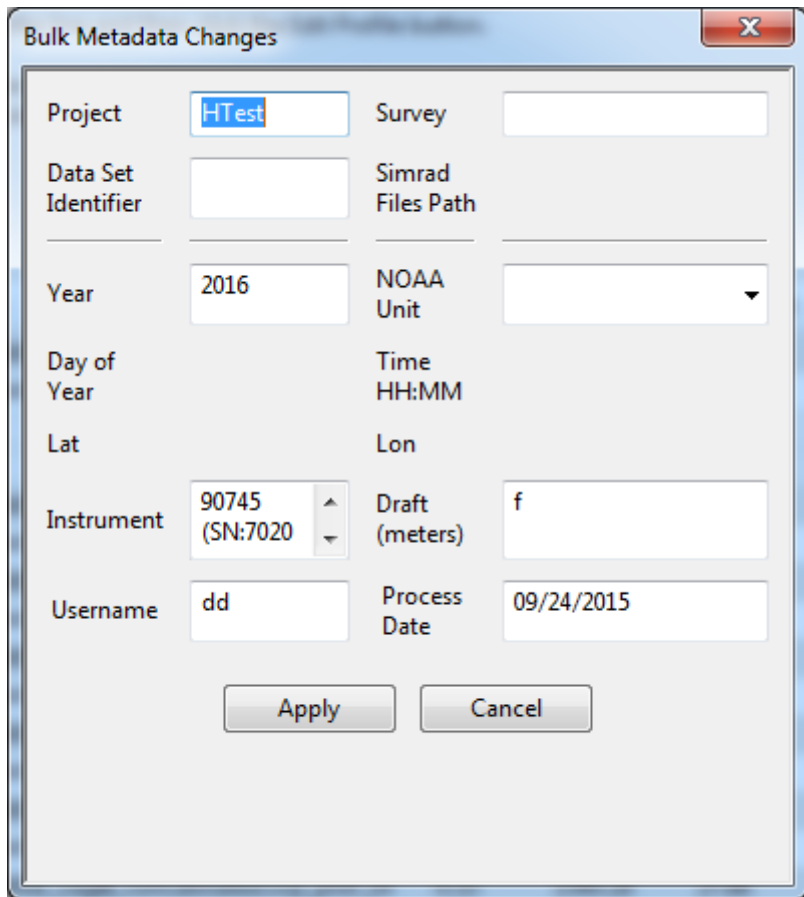 Bulk Metadata Changes
Project HTest Survey
Data Set
Identifier
Simrad
Files Path
Year 2016
NOAA
Unit
Day of
Year
Time
HH:MM
Lat Lon
Instrument
90745
(SN:7020
Draft
(meters)
f
Username dd
Process
Date
09/24/2015
Apply Cancel